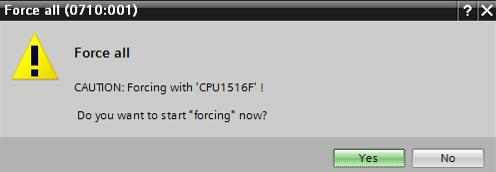 Force all (0710:001)
? X
Force all
CAUTION: Forcing with 'CPU1516F' !
Do you want to start "forcing" now?
Yes No